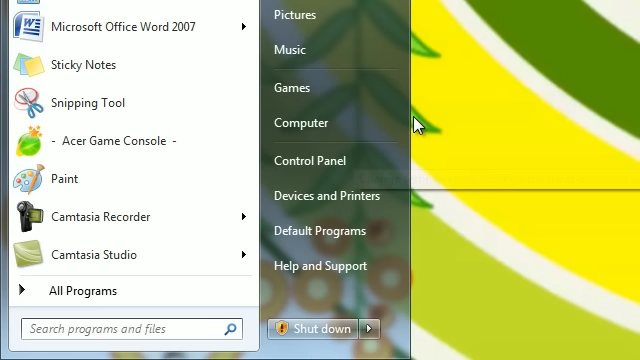 Microsoft Office Word 2007
Sticky Notes
Snipping Tool
- Acer Game Console -
Paint
Camtasia Recorder
Camtasia Studio
All Programs
Search programs and files
Pictures
Music
Games
Computer
Control Panel
Devices and Printers
Default Programs
Help and Support
Shut down